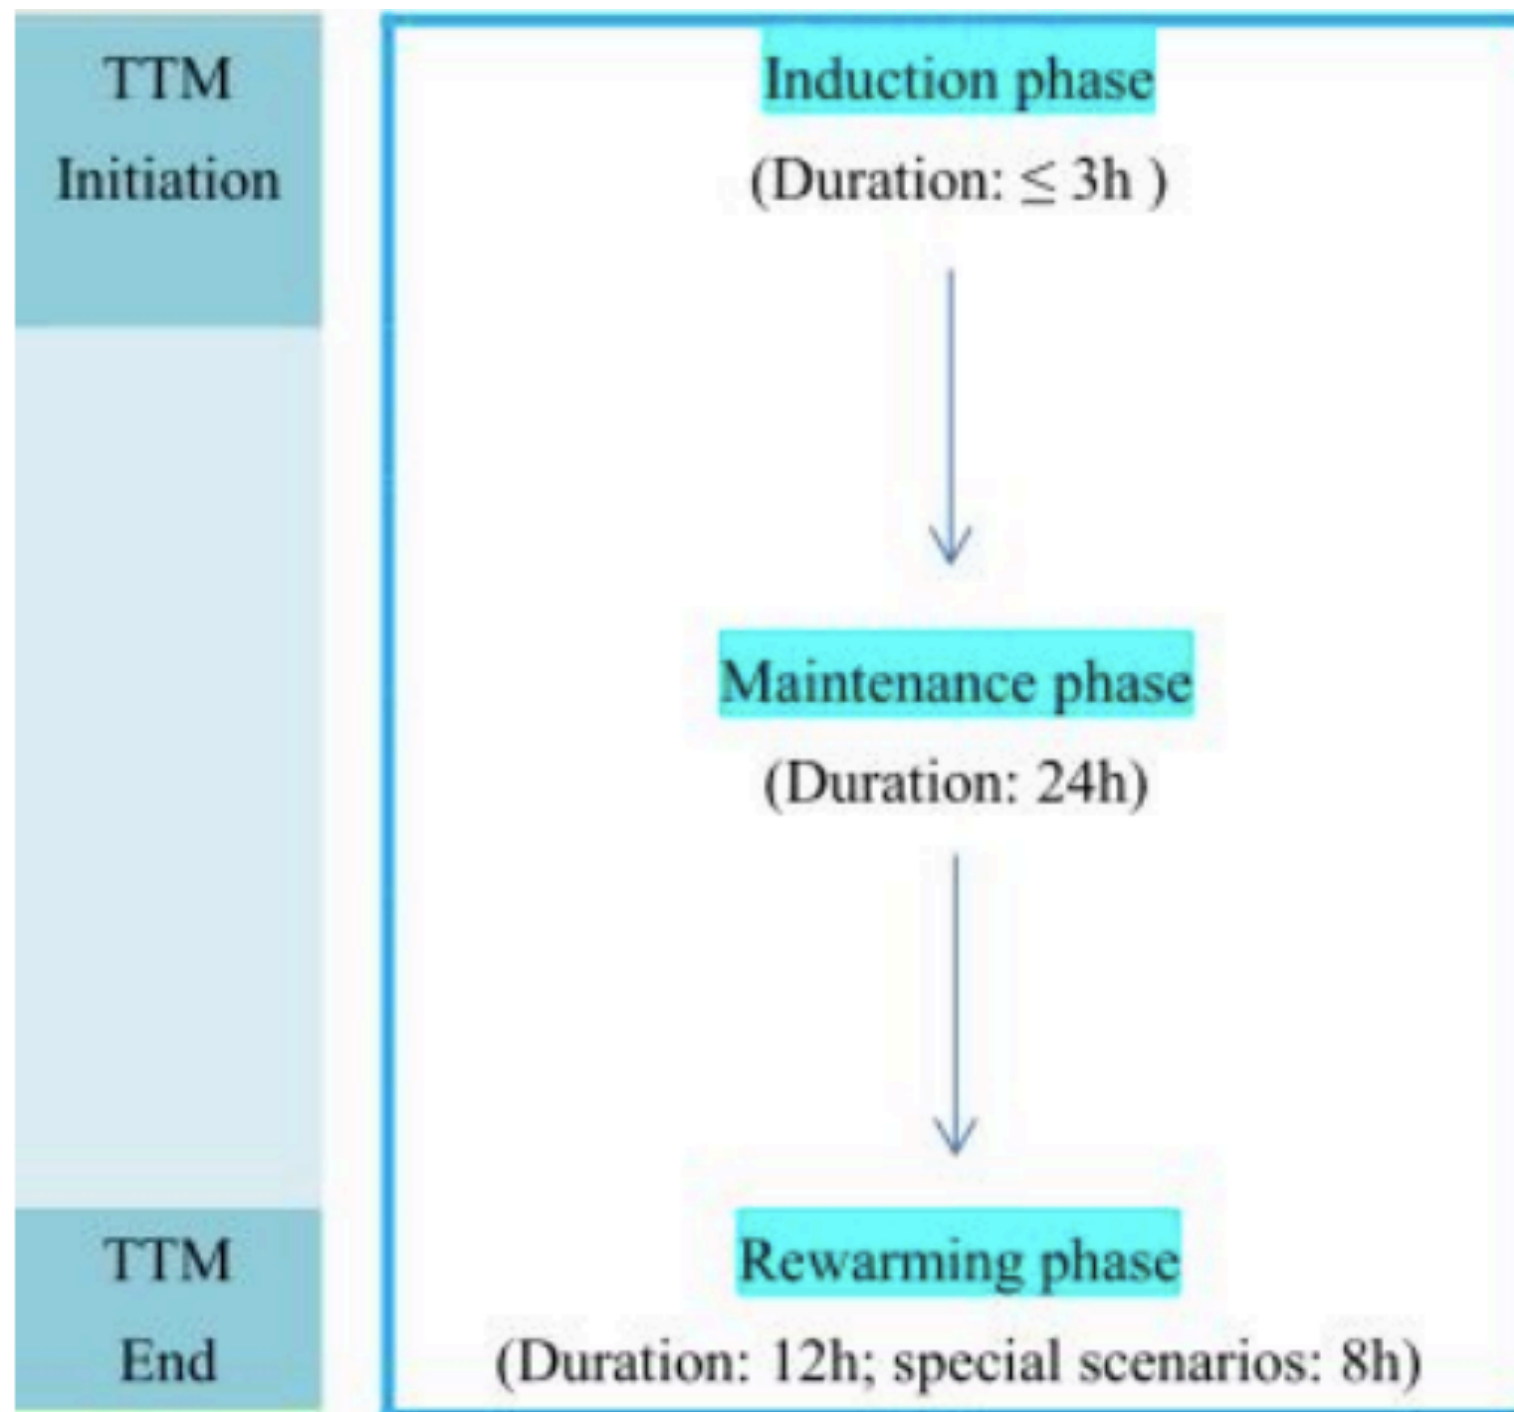 TTM
Initiation
Induction phase
(Duration: ≤ 3h )
Maintenance phase
(Duration: 24h)
TTM
End
Rewarming phase
(Duration: 12h; special scenarios: 8h)